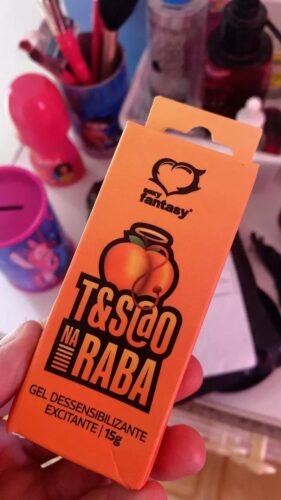 sexy
fantasy
T&S@O
NA
RABA
GEL DESSENSIBILIZANTE
EXCITANTE | 15g